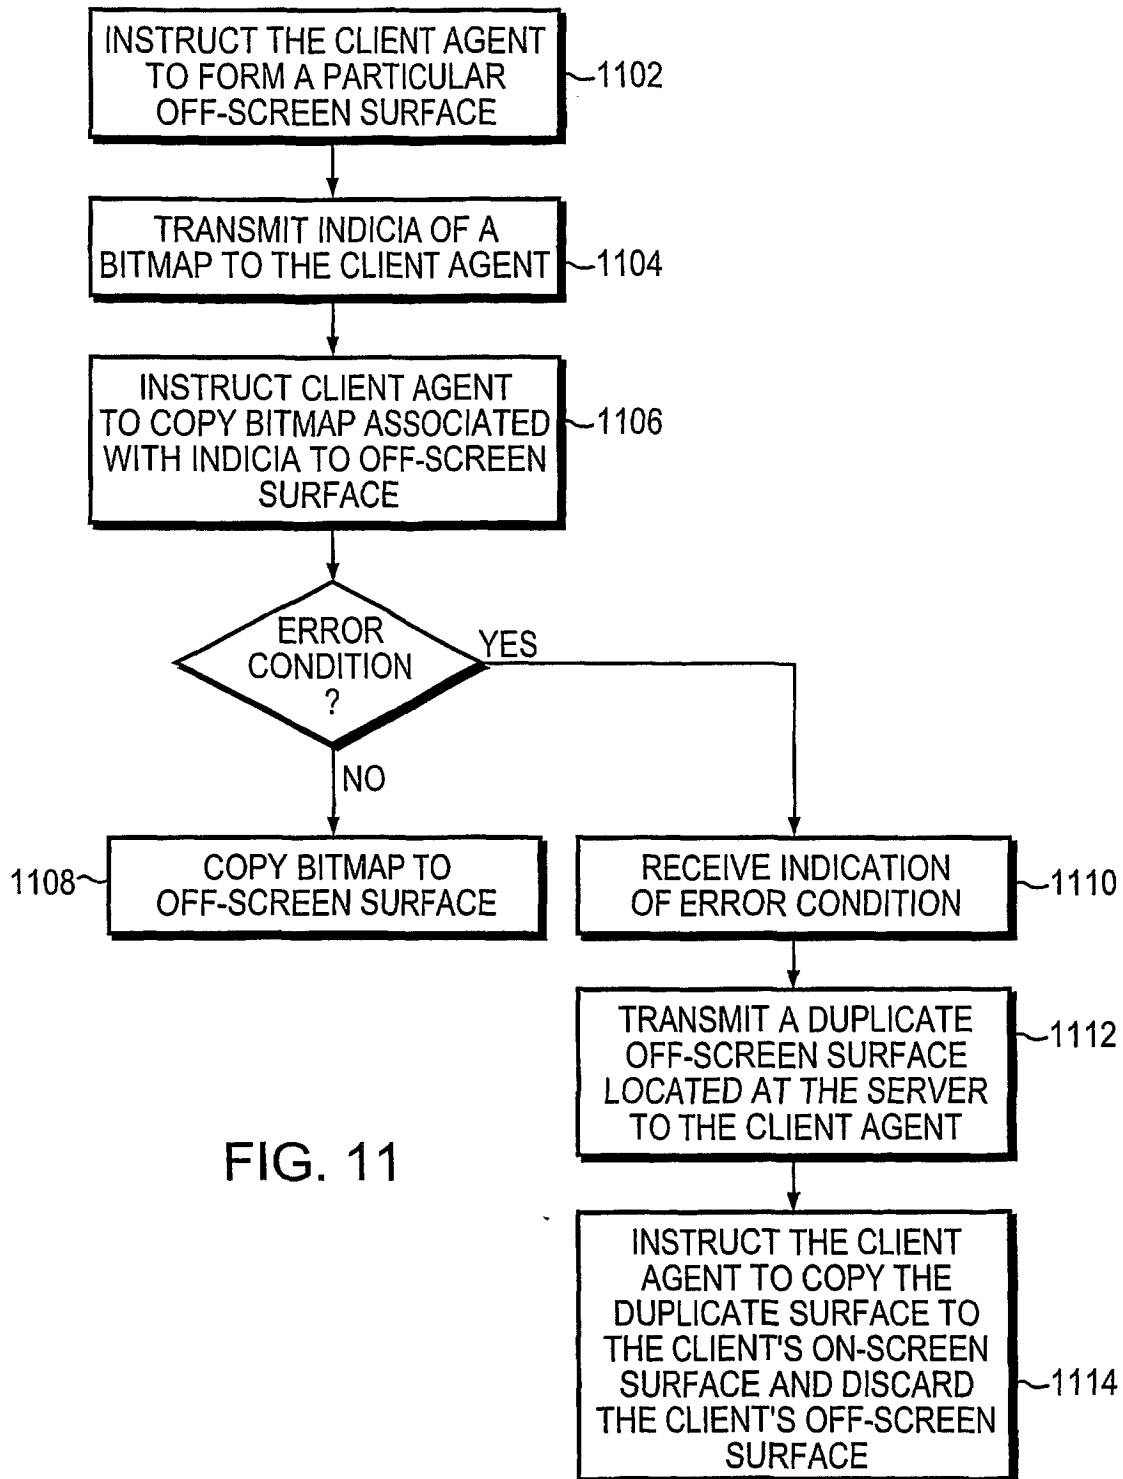 INSTRUCT THE CLIENT AGENT
TO FORM A PARTICULAR
OFF-SCREEN SURFACE
1102
TRANSMIT INDICIA OF A
BITMAP TO THE CLIENT AGENT
1104
INSTRUCT CLIENT AGENT
TO COPY BITMAP ASSOCIATED
WITH INDICIA TO OFF-SCREEN
SURFACE
1106
ERROR
CONDITION
?
YES
NO
1108
COPY BITMAP TO
OFF-SCREEN SURFACE
RECEIVE INDICATION
OF ERROR CONDITION
1110
TRANSMIT A DUPLICATE
OFF-SCREEN SURFACE
LOCATED AT THE SERVER
TO THE CLIENT AGENT
1112
FIG. 11
INSTRUCT THE CLIENT
AGENT TO COPY THE
DUPLICATE SURFACE TO
THE CLIENT'S ON-SCREEN
SURFACE AND DISCARD
THE CLIENT'S OFF-SCREEN
SURFACE
1114